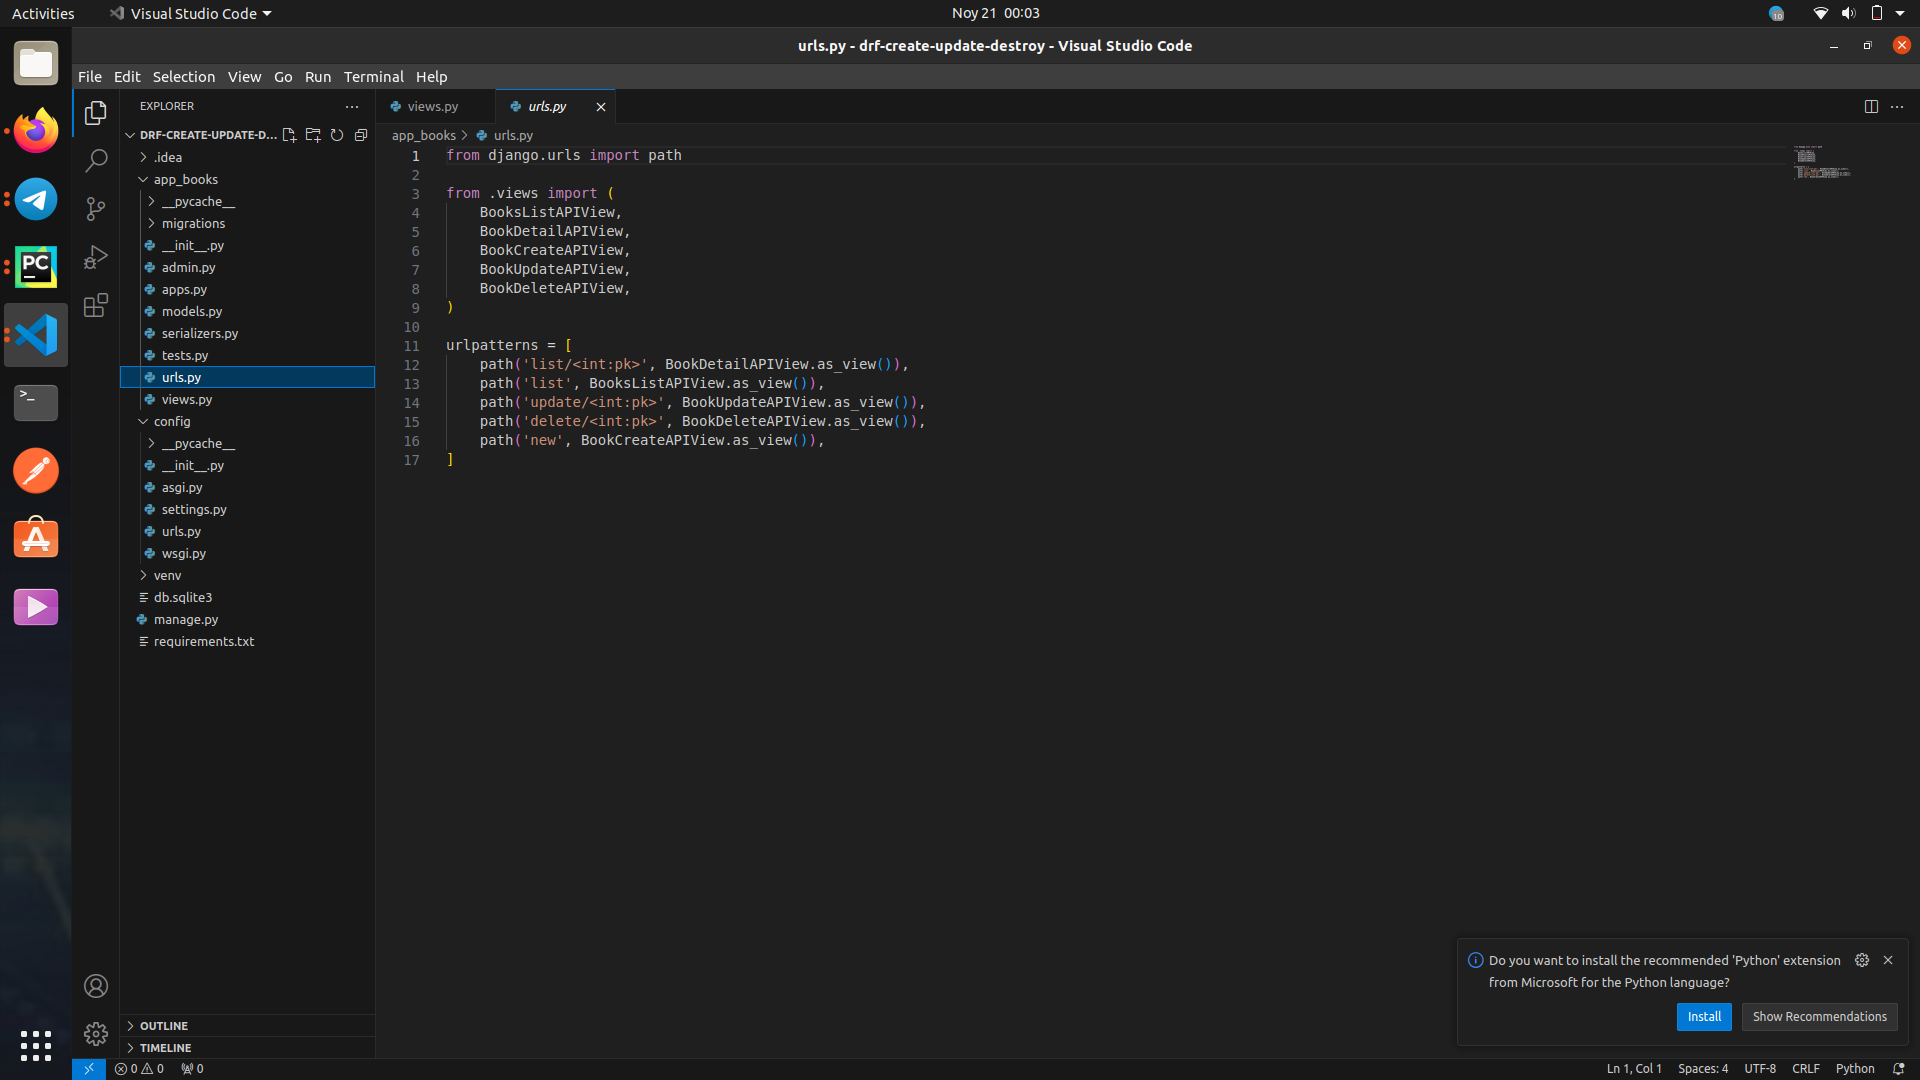 Activities
Visual Studio Code
Noy 21 00:03
10
urls.py - drf-create-update-destroy - Visual Studio Code
File Edit Selection View Go Run Terminal Help
EXPLORER
DRF-CREATE-UPDATE-D...
.idea
app_books
__pycache__
migrations
__init__.py
admin.py
apps.py
models.py
serializers.py
tests.py
urls.py
views.py
config
__pycache__
__init__.py
asgi.py
settings.py
urls.py
wsgi.py
venv
db.sqlite3
manage.py
requirements.txt
OUTLINE
TIMELINE
PC
views.py
urls.py
app_books > urls.py
1 from django.urls import path
2
3 from .views import (
4     BooksListAPIView,
5     BookDetailAPIView,
6     BookCreateAPIView,
7     BookUpdateAPIView,
8     BookDeleteAPIView,
9 )
10
11 urlpatterns = [
12     path('list/<int:pk>', BookDetailAPIView.as_view()),
13     path('list', BooksListAPIView.as_view()),
14     path('update/<int:pk>', BookUpdateAPIView.as_view()),
15     path('delete/<int:pk>', BookDeleteAPIView.as_view()),
16     path('new', BookCreateAPIView.as_view()),
17 ]
Do you want to install the recommended 'Python' extension
from Microsoft for the Python language?
Install
Show Recommendations
0 0 0
Ln 1, Col 1 Spaces: 4 UTF-8 CRLF Python